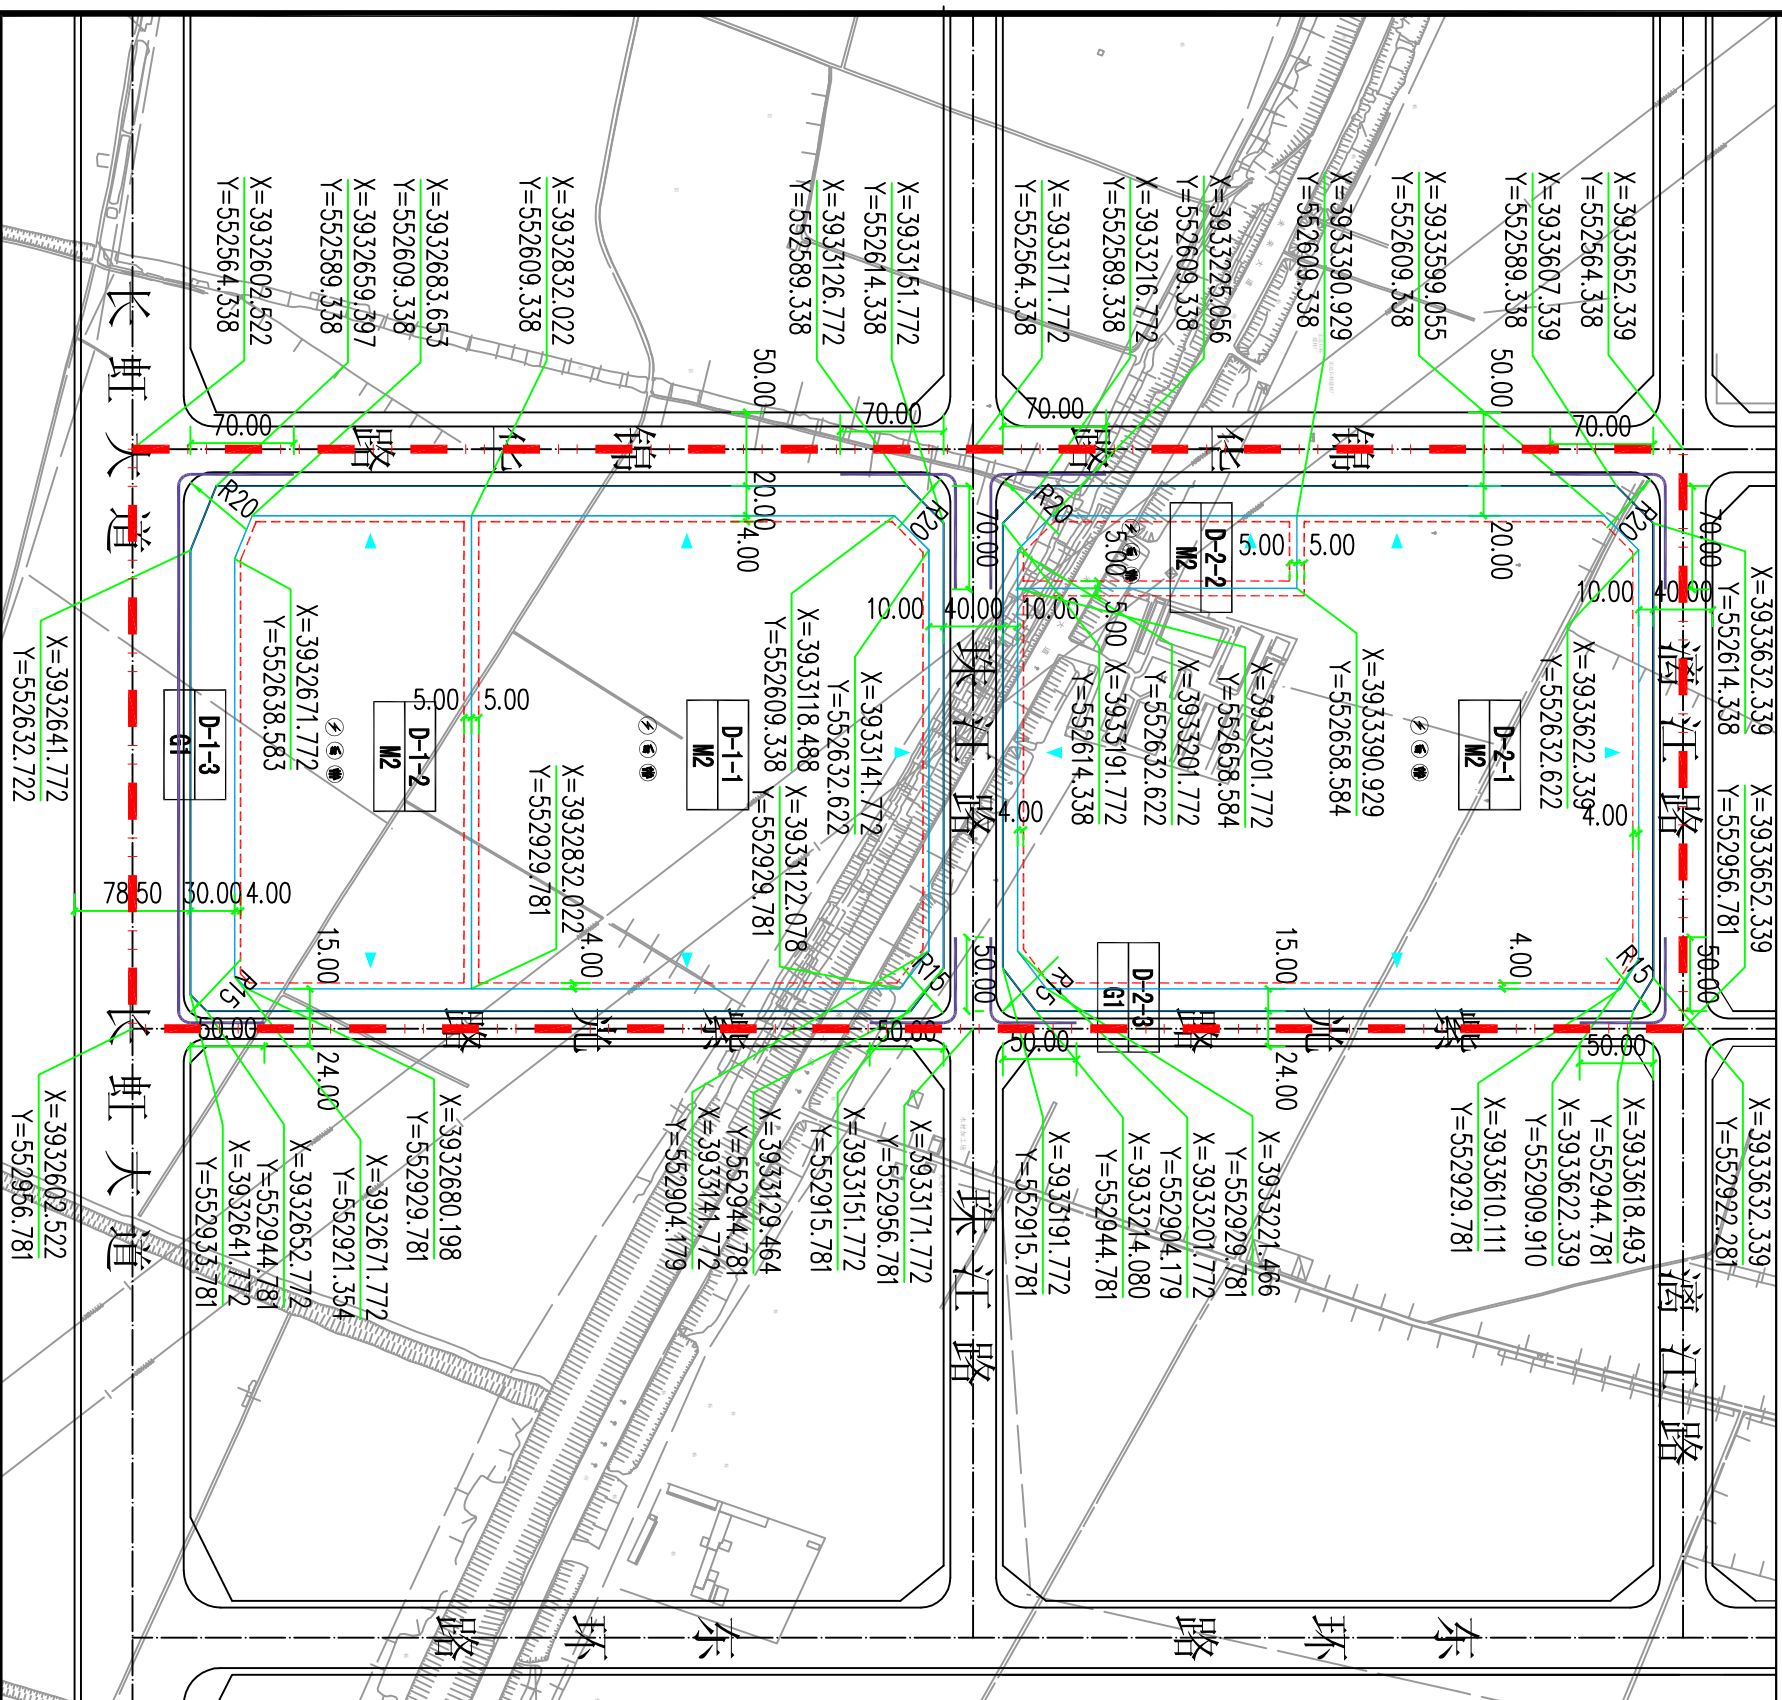 X=3933652.339
Y=552564.338
X=3933607.339
Y=552589.338
X=3933599.055
Y=552609.338
X=3933390.929
Y=552609.338
X=3933225.056
Y=552609.338
X=3933216.772
Y=552589.338
X=3933171.772
Y=552564.338
X=3933151.772
Y=552614.338
X=3933126.772
Y=552589.338
X=3932832.022
Y=552609.338
X=3932683.653
Y=552609.338
X=3932659.397
Y=552589.338
X=3932602.522
Y=552564.338
50.00
50.00
70.00
70.00
70.00
70.00
锦化路
锦化路
长虹大道
R20
R20
R20
R20
20.00
4.00
20.00
70.00
70.00
5.00
5.00
5.00
5.00
D-2-2
M2
10.00
40.00
10.00
10.00
40.00
X=3933632.339
Y=552614.338
X=3933622.339
Y=552632.622
X=3933390.929
Y=552658.584
X=3933201.772
Y=552658.584
X=3933201.772
Y=552632.622
X=3933191.772
Y=552614.338
X=3933141.772
Y=552632.622
X=3933118.488
Y=552609.338
X=3932671.772
Y=552638.583
X=3932641.772
Y=552632.722
漓江路
珠江路
D-2-1
M2
D-1-1
M2
D-1-2
M2
D-1-3
G1
5.00
5.00
4.00
4.00
X=3933652.339
Y=552956.781
X=3933122.078
Y=552929.781
X=3932832.022
Y=552929.781
78.50
30.00
4.00
15.00
4.00
15.00
4.00
50.00
50.00
R15
R15
R15
R15
D-2-3
G1
紫光路
紫光路
24.00
24.00
50.00
50.00
50.00
50.00
长虹大道
X=3933632.339
Y=552922.281
X=3933618.493
Y=552944.781
X=3933622.339
Y=552909.910
X=3933610.111
Y=552929.781
X=3933221.466
Y=552929.781
X=3933201.772
Y=552904.179
X=3933214.080
Y=552944.781
X=3933191.772
Y=552915.781
X=3933171.772
Y=552956.781
X=3933151.772
Y=552915.781
X=3933129.464
Y=552944.781
X=3933141.772
Y=552904.179
X=3932680.198
Y=552929.781
X=3932671.772
Y=552921.354
X=3932652.772
Y=552944.781
X=3932641.772
Y=552933.781
X=3932602.522
Y=552956.781
漓江路
珠江路
东环路
东环路